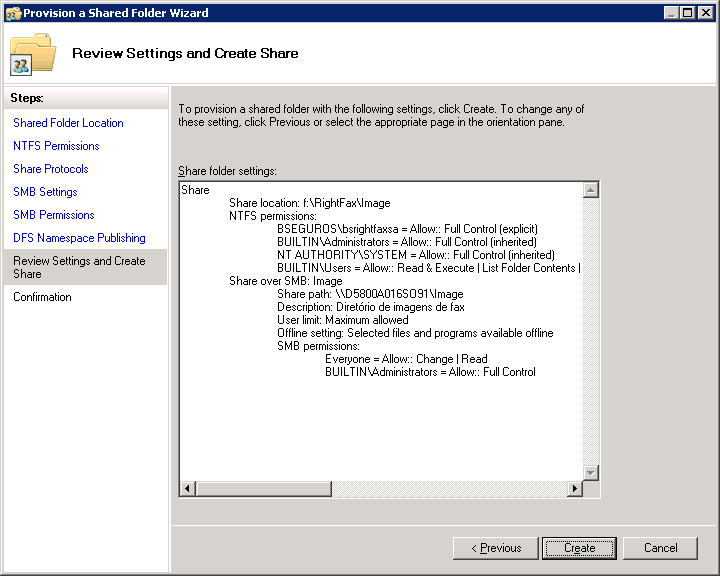 Provision a Shared Folder Wizard
Review Settings and Create Share
Steps:
Shared Folder Location
NTFS Permissions
Share Protocols
SMB Settings
SMB Permissions
DFS Namespace Publishing
Review Settings and Create
Share
Confirmation
To provision a shared folder with the following settings, click Create. To change any of
these setting, click Previous or select the appropriate page in the orientation pane.
Share folder settings:
Share
Share location: f:\RightFax\Image
NTFS permissions:
BSEGUROS\bsrightfaxsa = Allow:: Full Control (explicit)
BUILTIN\Administrators = Allow:: Full Control (inherited)
NT AUTHORITY\SYSTEM = Allow:: Full Control (inherited)
BUILTIN\Users = Allow:: Read & Execute | List Folder Contents |
Share over SMB: Image
Share path: \\D5800A016SO91\Image
Description: Diretório de imagens de fax
User limit: Maximum allowed
Offline setting: Selected files and programs available offline
SMB permissions:
Everyone = Allow:: Change | Read
BUILTIN\Administrators = Allow:: Full Control
< Previous
Create
Cancel